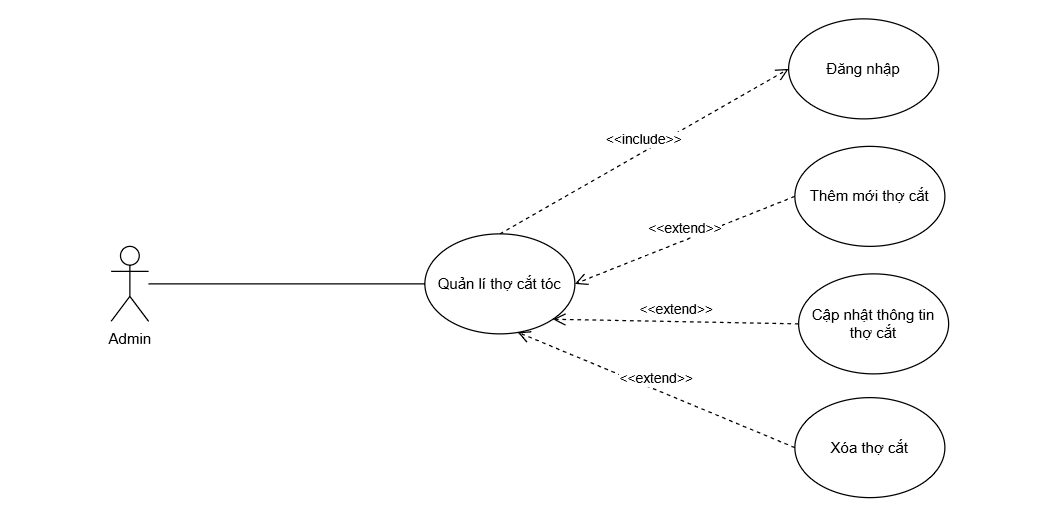 Đăng nhập
<<include>>
Thêm mới thợ cắt
<<extend>>
Quản lí thợ cắt tóc
<<extend>>
Cập nhật thông tin
thợ cắt
Admin
<<extend>>
Xóa thợ cắt